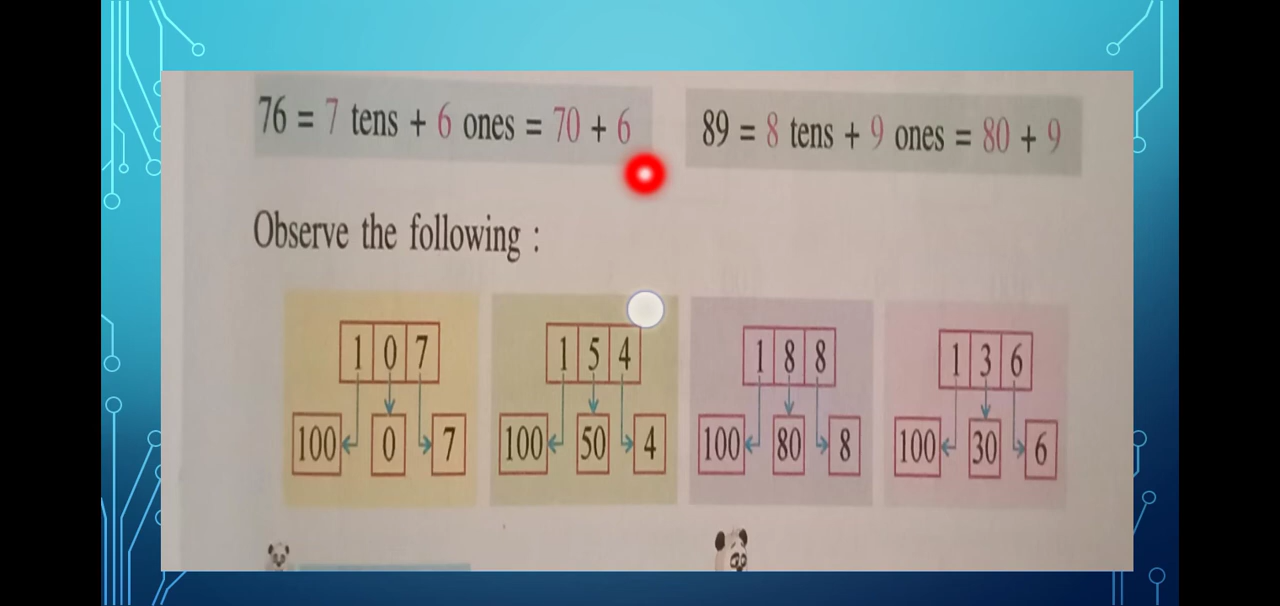 76 = 7 tens + 6 ones = 70 + 6
89 = 8 tens + 9 ones = 80 + 9
Observe the following :
1 0 7
100 0 7
1 5 4
100 50 4
1 8 8
100 80 8
1 3 6
100 30 6